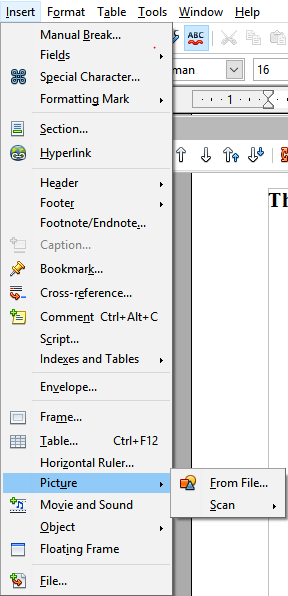 Insert Format Table Tools Window
Manual Break...
Fields
Special Character...
Formatting Mark
man 16
1
Section...
Hyperlink
Header
Footer
Footnote/Endnote...
Th
Caption...
Bookmark...
Cross-reference...
Comment Ctrl+Alt+C
Script...
Indexes and Tables
Envelope...
Frame...
Table... Ctrl+F12
Horizontal Ruler...
Picture
From File...
Scan
Movie and Sound
Object
Floating Frame
File...
ABC